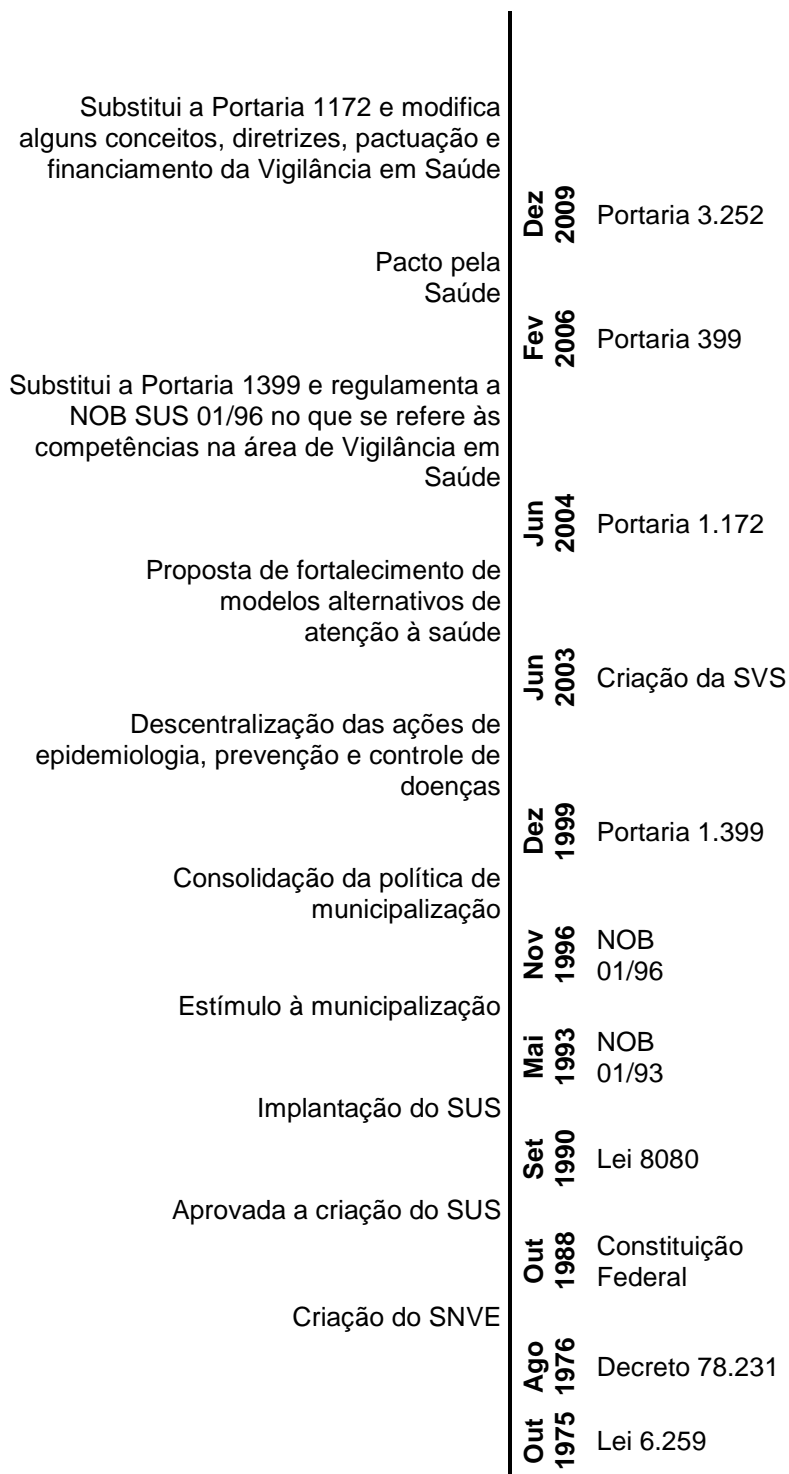 Substitui a Portaria 1172 e modifica
alguns conceitos, diretrizes, pactuação e
financiamento da Vigilância em Saúde
Dez
2009
Portaria 3.252
Pacto pela
Saúde
Fev
2006
Portaria 399
Substitui a Portaria 1399 e regulamenta a
NOB SUS 01/96 no que se refere às
competências na área de Vigilância em
Saúde
Jun
2004
Portaria 1.172
Proposta de fortalecimento de
modelos alternativos de
atenção à saúde
Jun
2003
Criação da SVS
Descentralização das ações de
epidemiologia, prevenção e controle de
doenças
Dez
1999
Portaria 1.399
Consolidação da política de
municipalização
Nov
1996
NOB
01/96
Estímulo à municipalização
Mai
1993
NOB
01/93
Implantação do SUS
Set
1990
Lei 8080
Aprovada a criação do SUS
Out
1988
Constituição
Federal
Criação do SNVE
Ago
1976
Decreto 78.231
Out
1975
Lei 6.259